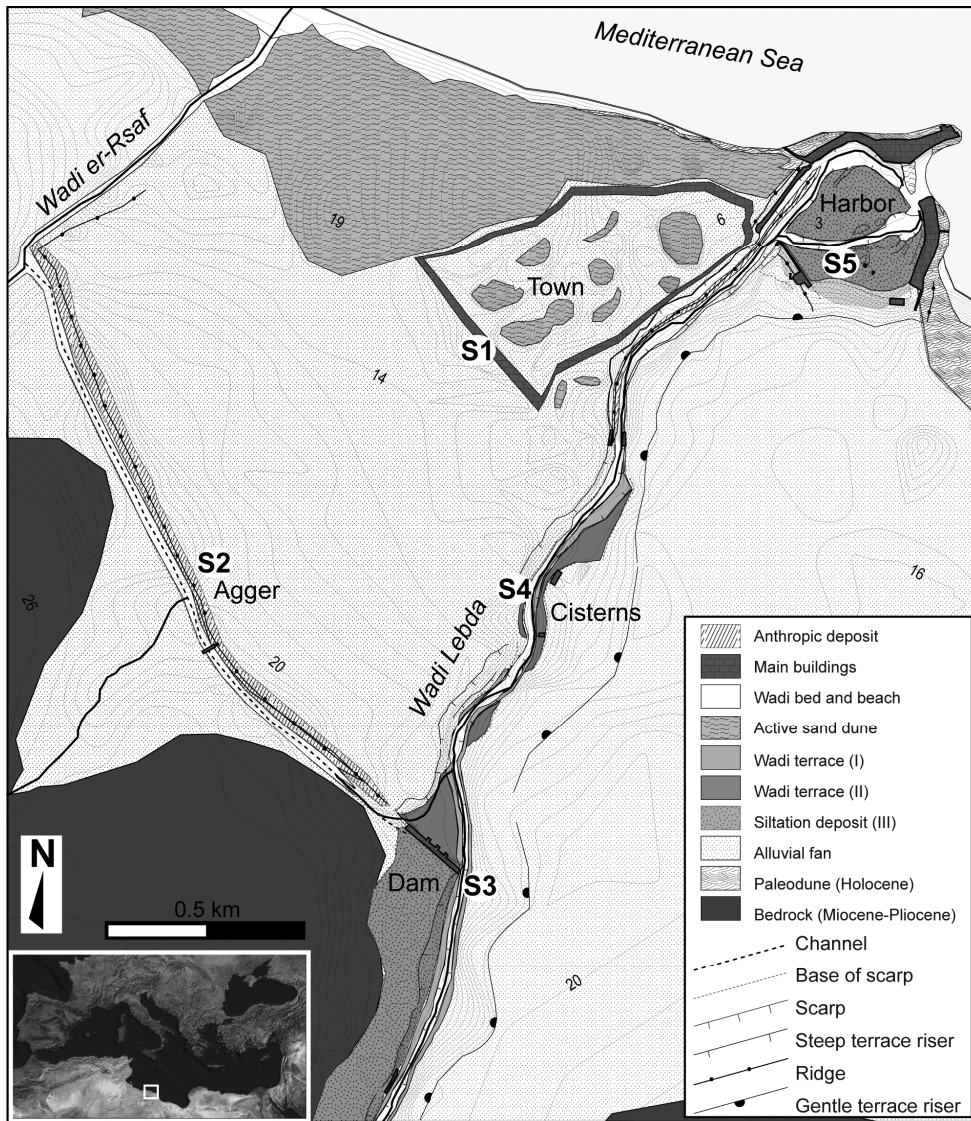 Mediterranean Sea
Wadi er-Rsaf
19
6
Harbor
3
Town
S5
S1
14
S2
Agger
S4
Cisterns
16
26
20
Wadi Lebda
Dam
S3
20
N
0.5 km
Anthropic deposit
Main buildings
Wadi bed and beach
Active sand dune
Wadi terrace (I)
Wadi terrace (II)
Siltation deposit (III)
Alluvial fan
Paleodune (Holocene)
Bedrock (Miocene-Pliocene)
Channel
Base of scarp
Scarp
Steep terrace riser
Ridge
Gentle terrace riser